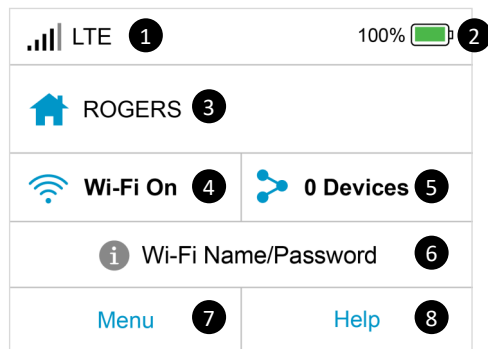 LTE 1 100% 2
ROGERS 3
Wi-Fi On 4 0 Devices 5
i Wi-Fi Name/Password 6
Menu 7 Help 8